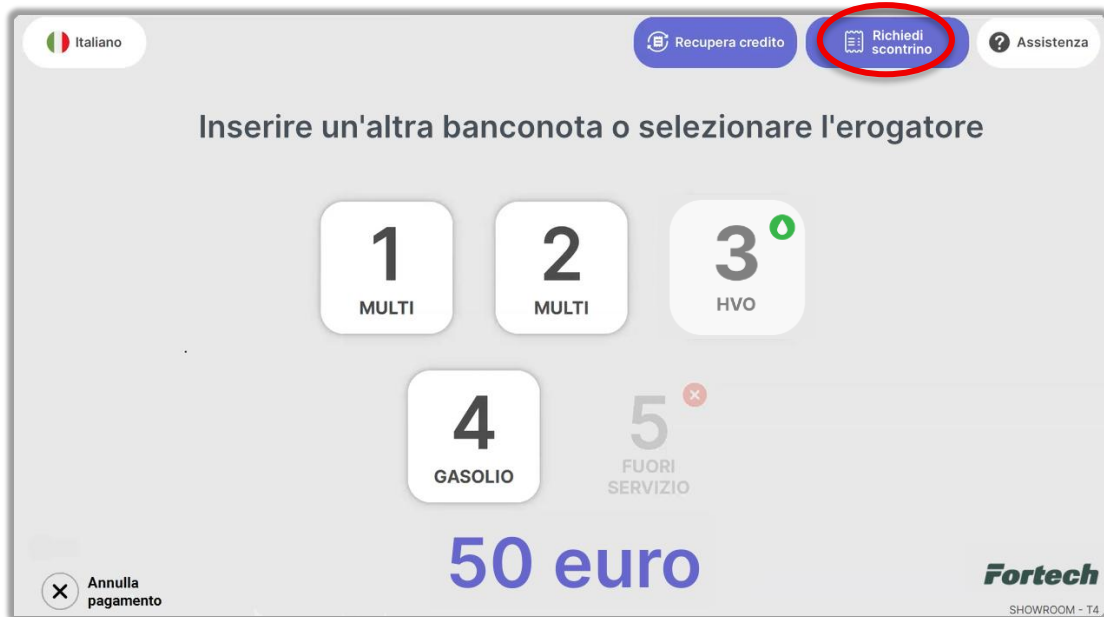 Italiano
Recupera credito
Richiedi
scontrino
Assistenza
Inserire un'altra banconota o selezionare l'erogatore
1
MULTI
2
MULTI
3
HVO
4
GASOLIO
5
FUORI
SERVIZIO
50 euro
Annulla
pagamento
Fortech
SHOWROOM - T4